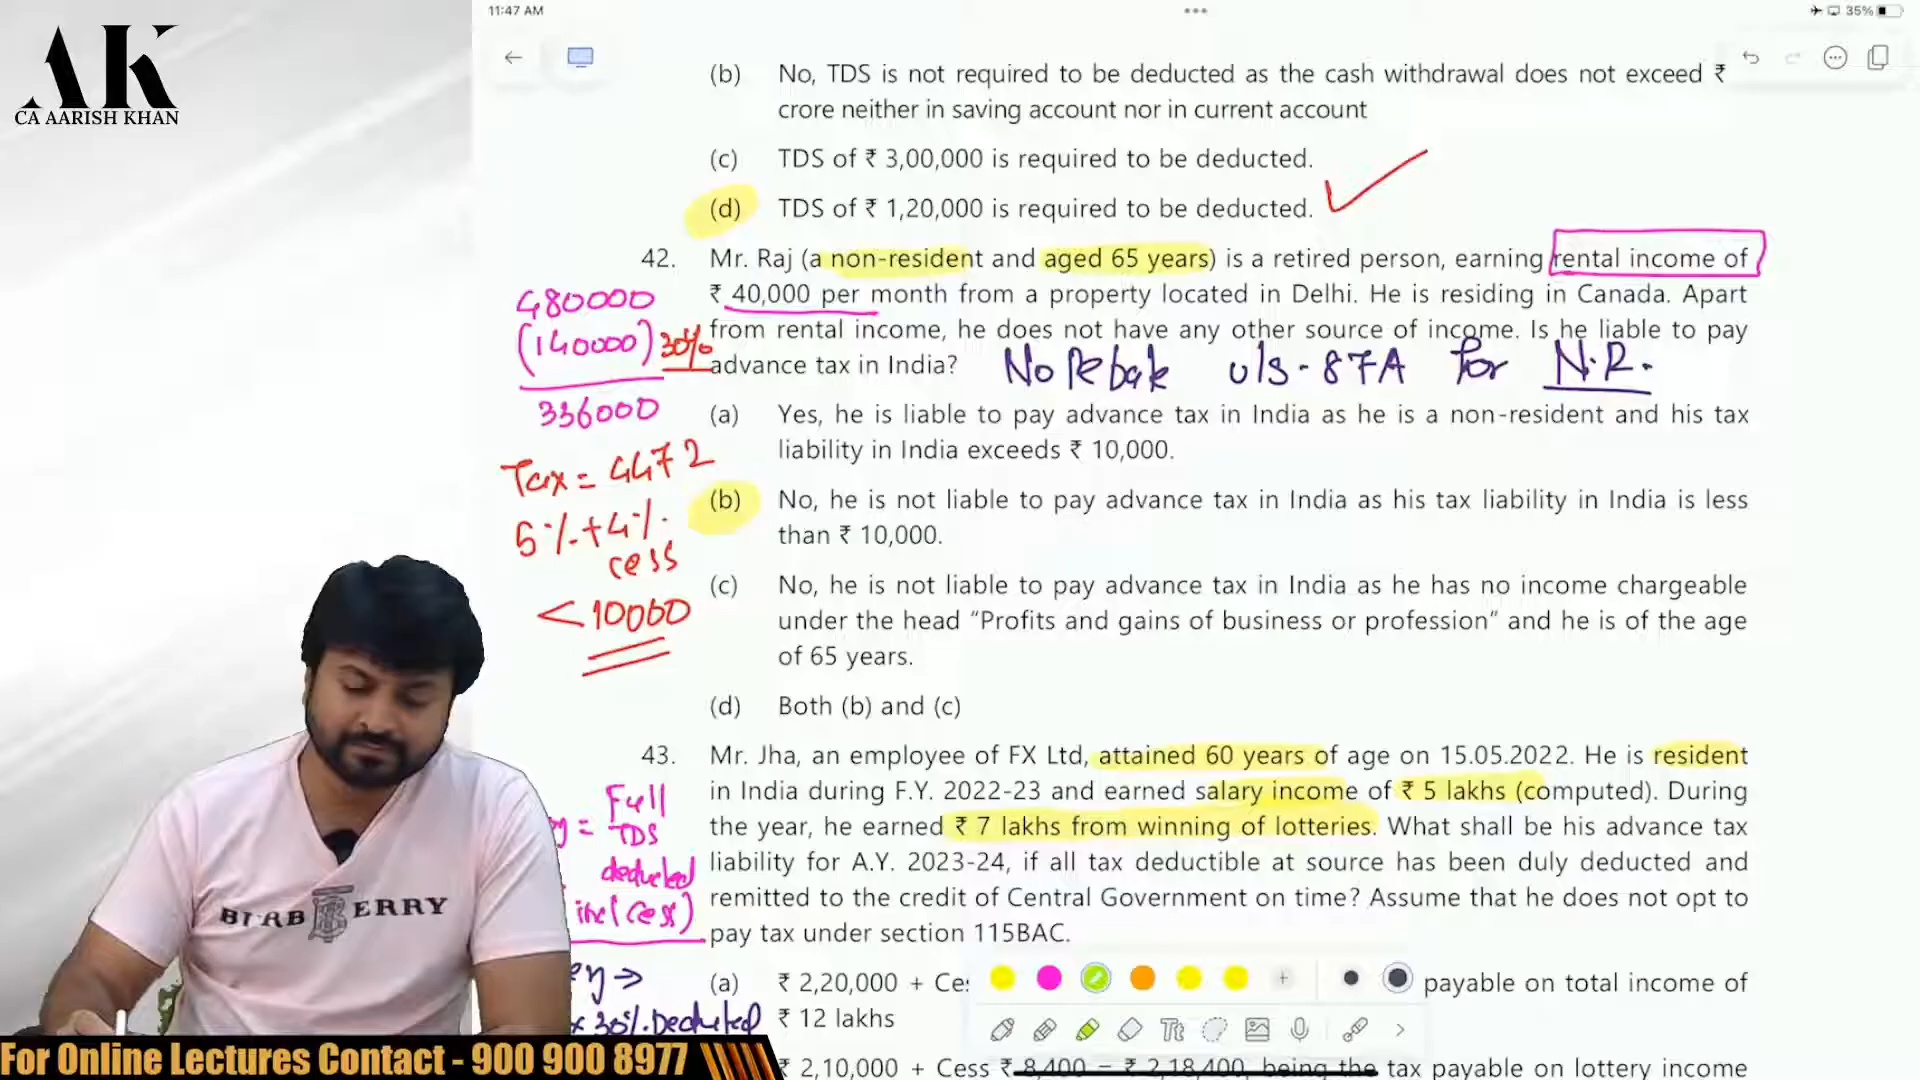 11:47 AM
35%
AK
CA AARISH KHAN
(b) No, TDS is not required to be deducted as the cash withdrawal does not exceed ₹
crore neither in saving account nor in current account
(c) TDS of ₹ 3,00,000 is required to be deducted.
(d) TDS of ₹ 1,20,000 is required to be deducted.
42. Mr. Raj (a non-resident and aged 65 years) is a retired person, earning rental income of
₹ 40,000 per month from a property located in Delhi. He is residing in Canada. Apart
from rental income, he does not have any other source of income. Is he liable to pay
advance tax in India?
No Rebate u/s-87A for N.R.
480000
(140000) 30%
336000
Tax = 4472
5% + 4%
cess
< 10000
(a) Yes, he is liable to pay advance tax in India as he is a non-resident and his tax
liability in India exceeds ₹ 10,000.
(b) No, he is not liable to pay advance tax in India as his tax liability in India is less
than ₹ 10,000.
(c) No, he is not liable to pay advance tax in India as he has no income chargeable
under the head “Profits and gains of business or profession” and he is of the age
of 65 years.
(d) Both (b) and (c)
43. Mr. Jha, an employee of FX Ltd, attained 60 years of age on 15.05.2022. He is resident
in India during F.Y. 2022-23 and earned salary income of ₹ 5 lakhs (computed). During
the year, he earned ₹ 7 lakhs from winning of lotteries. What shall be his advance tax
liability for A.Y. 2023-24, if all tax deductible at source has been duly deducted and
remitted to the credit of Central Government on time? Assume that he does not opt to
pay tax under section 115BAC.
= Full
TDS
deducted
(cess)
30% Deducted
(a) ₹ 2,20,000 + payable on total income of
₹ 12 lakhs
₹ 2,10,000 + Cess ₹ 8,400 = ₹ 2,18,400, being the tax payable on lottery income
Tt
BURBERRY
For Online Lectures Contact - 900 900 8977